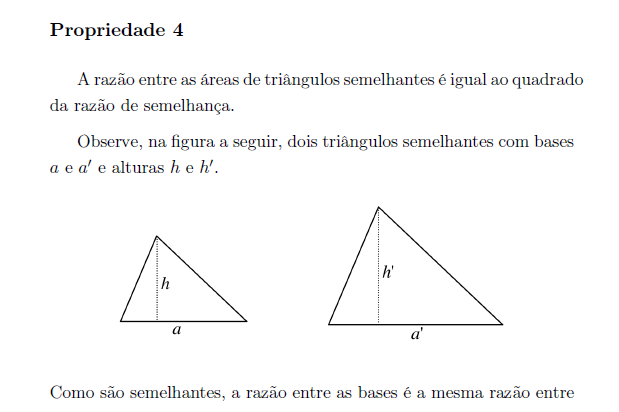 Propriedade 4
A razão entre as áreas de triângulos semelhantes é igual ao quadrado
da razão de semelhança.
Observe, na figura a seguir, dois triângulos semelhantes com bases
a e a′ e alturas h e h′.
h
h'
a
a'
Como são semelhantes, a razão entre as bases é a mesma razão entre